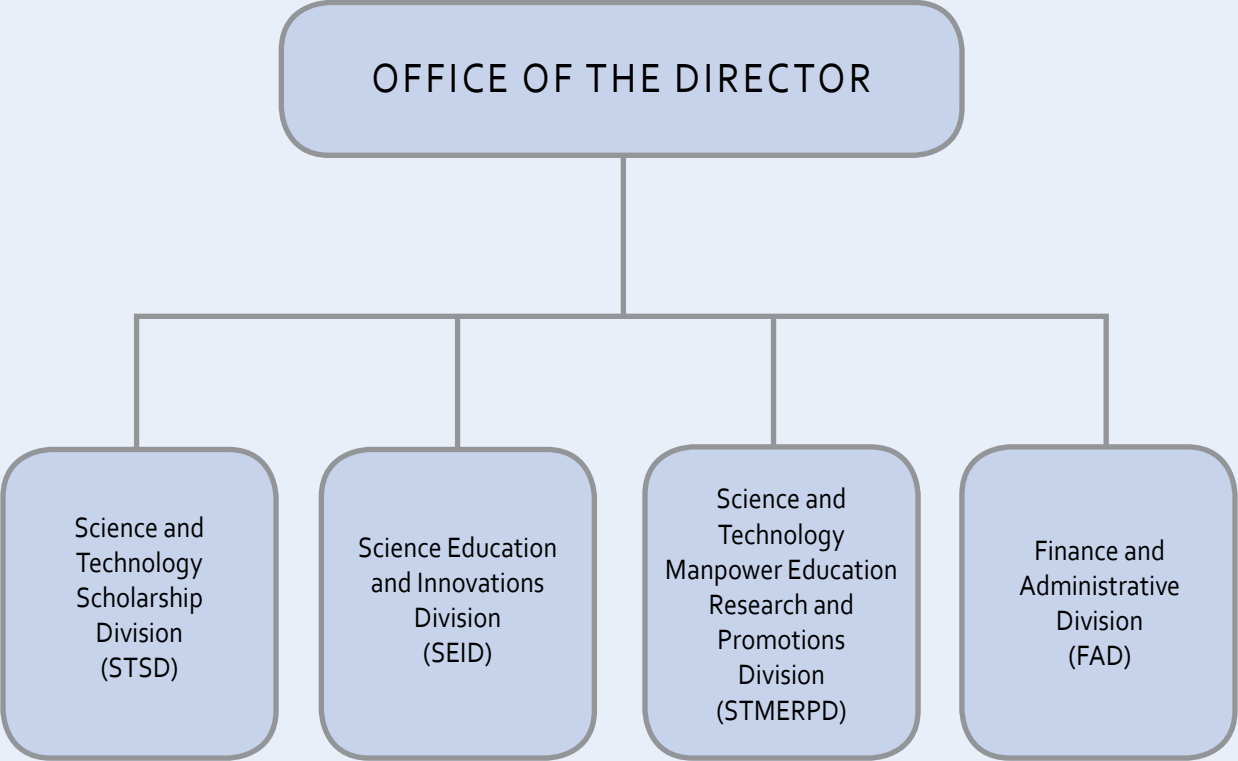 OFFICE OF THE DIRECTOR
Science and
Technology
Scholarship
Division
(STSD)
Science Education
and Innovations
Division
(SEID)
Science and
Technology
Manpower Education
Research and
Promotions
Division
(STMERPD)
Finance and
Administrative
Division
(FAD)